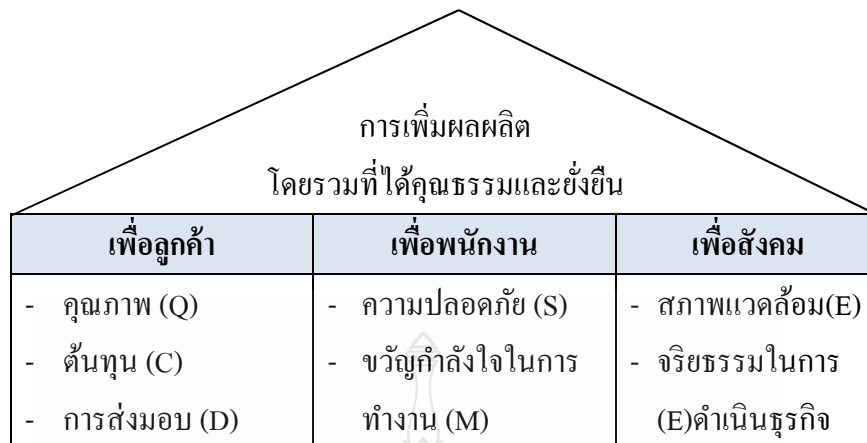 การเพิ่มผลผลิต
โดยรวมที่ได้คุณธรรมและยั่งยืน
เพื่อลูกค้า
- คุณภาพ (Q)
- ต้นทุน (C)
- การส่งมอบ (D)
เพื่อพนักงาน
- ความปลอดภัย (S)
- ขวัญกำลังใจในการ
ทำงาน (M)
เพื่อสังคม
- สภาพแวดล้อม(E)
- จริยธรรมในการ
(E)ดำเนินธุรกิจ